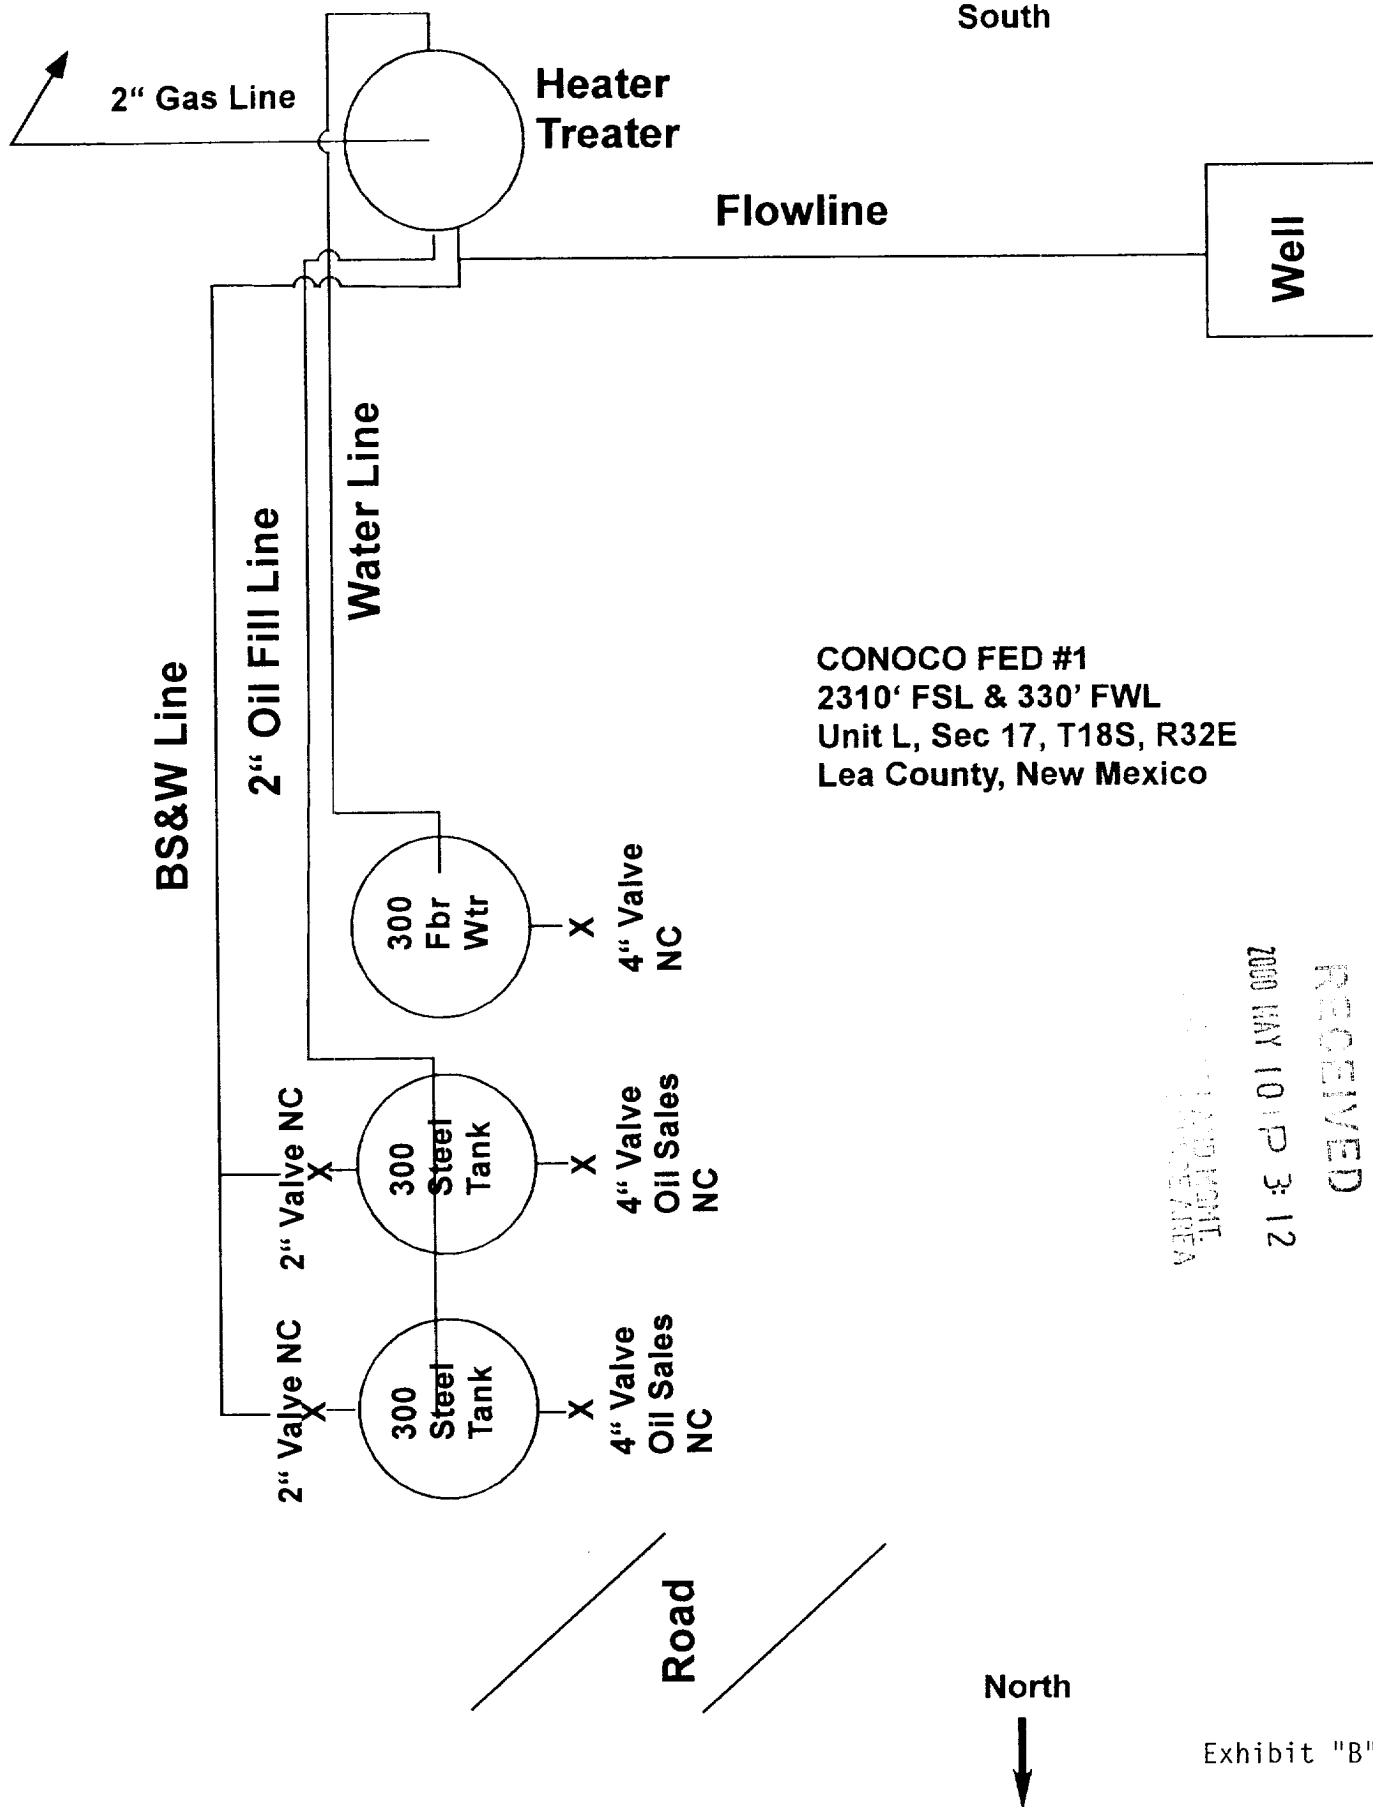 South
2“ Gas Line
Heater
Treater
Flowline
Well
BS&W Line
2“ Oil Fill Line
Water Line
CONOCO FED #1
2310‘ FSL & 330‘ FWL
Unit L, Sec 17, T18S, R32E
Lea County, New Mexico
300
Fbr
Wtr
4“ Valve
NC
2“ Valve NC
300
Steel
Tank
4“ Valve
Oil Sales
NC
2“ Valve NC
300
Steel
Tank
4“ Valve
Oil Sales
NC
RECEIVED
2000 MAY 10 P 3:12
LAND MGMT.
AREA
Road
North
Exhibit "B"